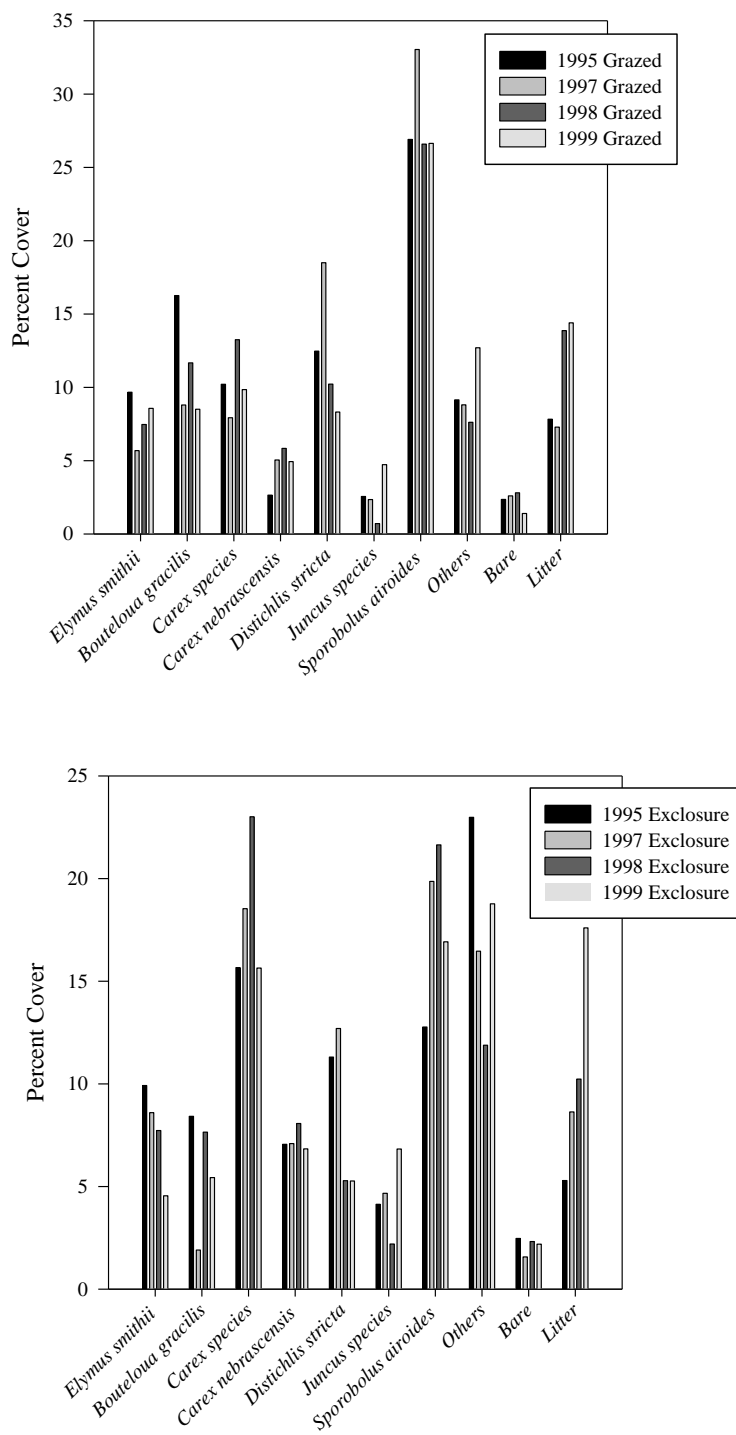 35
30
25
20
15
10
5
0
Percent Cover
1995 Grazed
1997 Grazed
1998 Grazed
1999 Grazed
Elymus smithii
Bouteloua gracilis
Carex species
Carex nebrascensis
Distichlis stricta
Juncus species
Sporobolus airoides
Others
Bare
Litter
25
20
15
10
5
0
Percent Cover
1995 Exclosure
1997 Exclosure
1998 Exclosure
1999 Exclosure
Elymus smithii
Bouteloua gracilis
Carex species
Carex nebrascensis
Distichlis stricta
Juncus species
Sporobolus airoides
Others
Bare
Litter